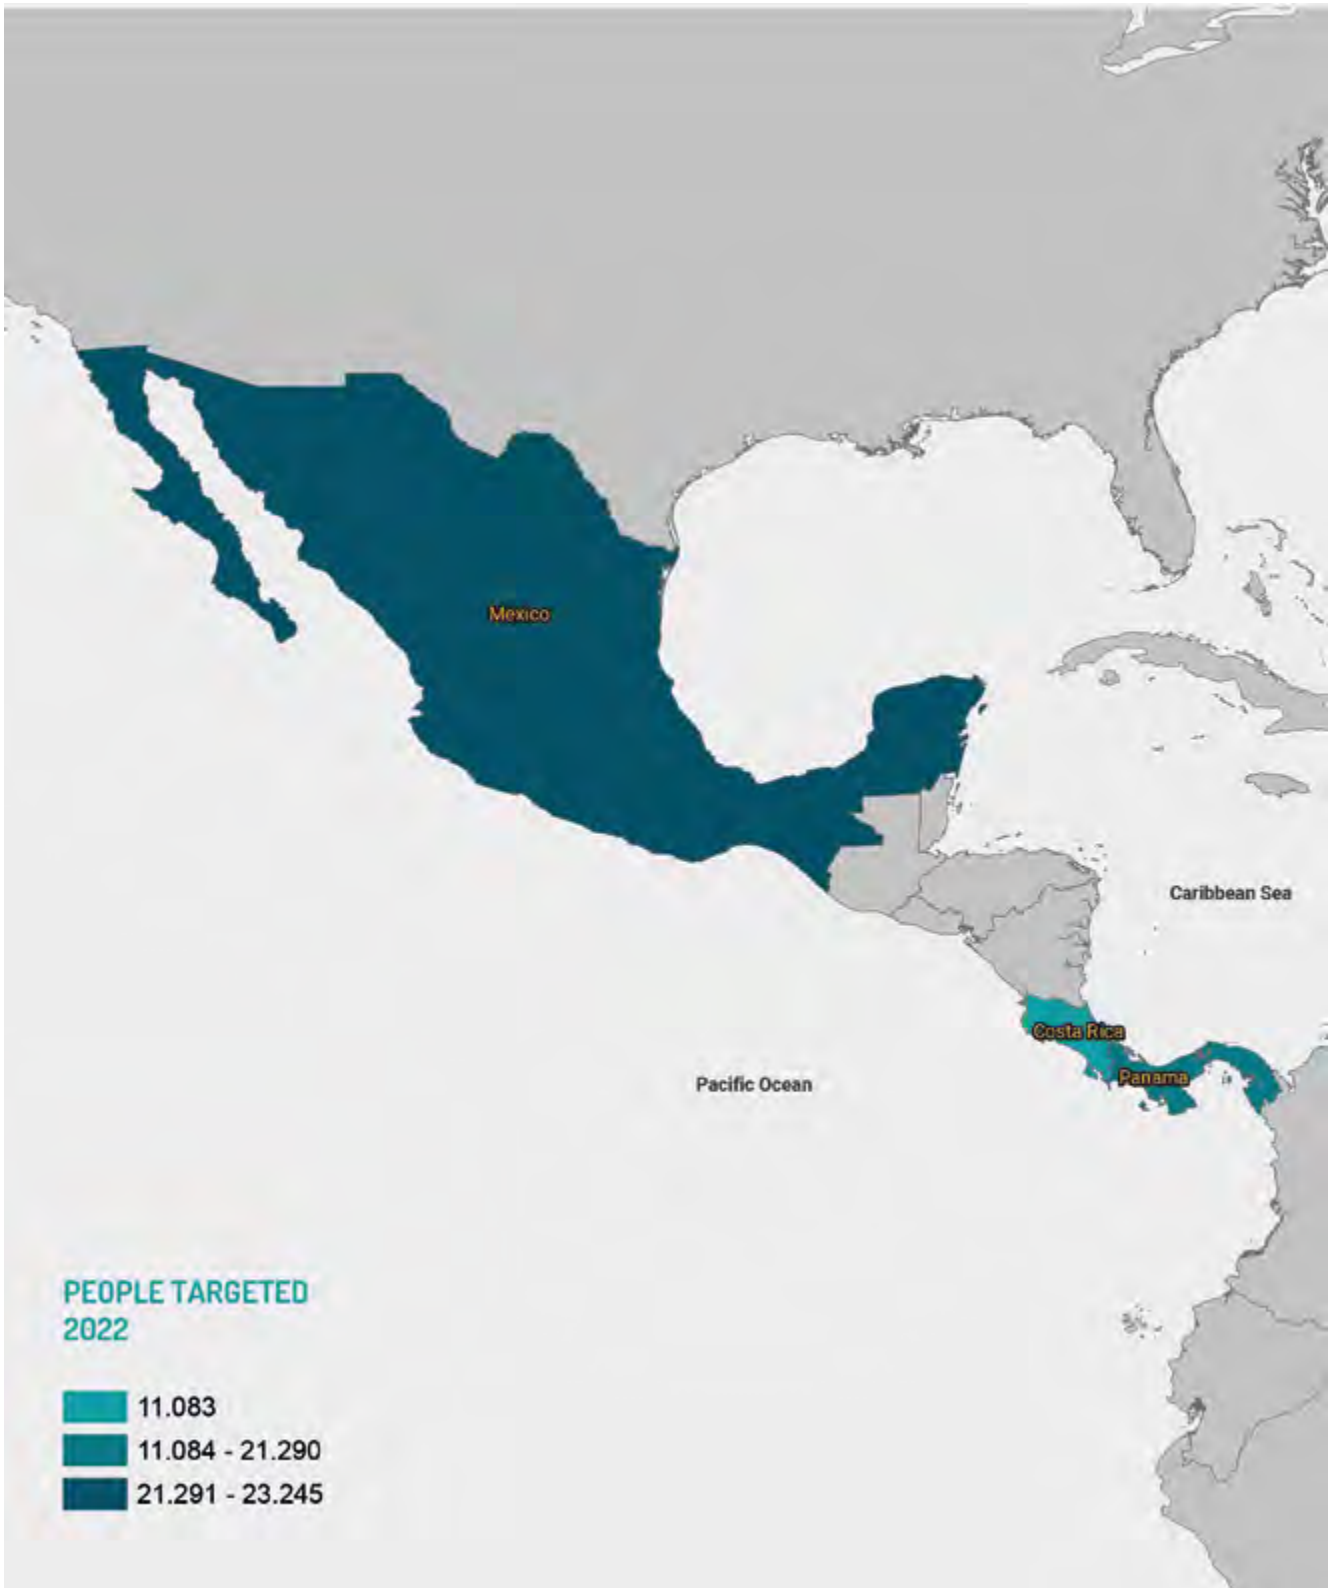 Mexico
Caribbean Sea
Costa Rica
Panama
Pacific Ocean
PEOPLE TARGETED
2022
11.083
11.084 - 21.290
21.291 - 23.245